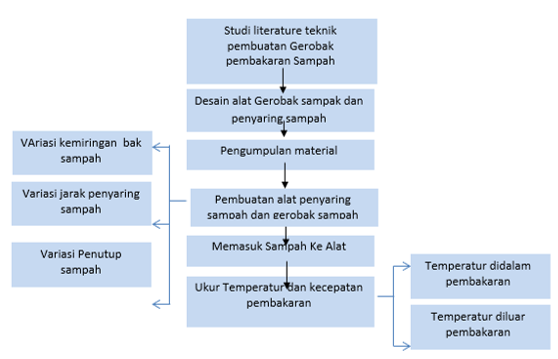 Studi literature teknik
pembuatan Gerobak
pembakaran Sampah
Desain alat Gerobak sampak dan
penyaring sampah
Pengumpulan material
VAriasi kemiringan bak
sampah
Variasi jarak penyaring
sampah
Variasi Penutup
sampah
Pembuatan alat penyaring
sampah dan gerobak sampah
Memasuk Sampah Ke Alat
Ukur Temperatur dan kecepatan
pembakaran
Temperatur didalam
pembakaran
Temperatur diluar
pembakaran